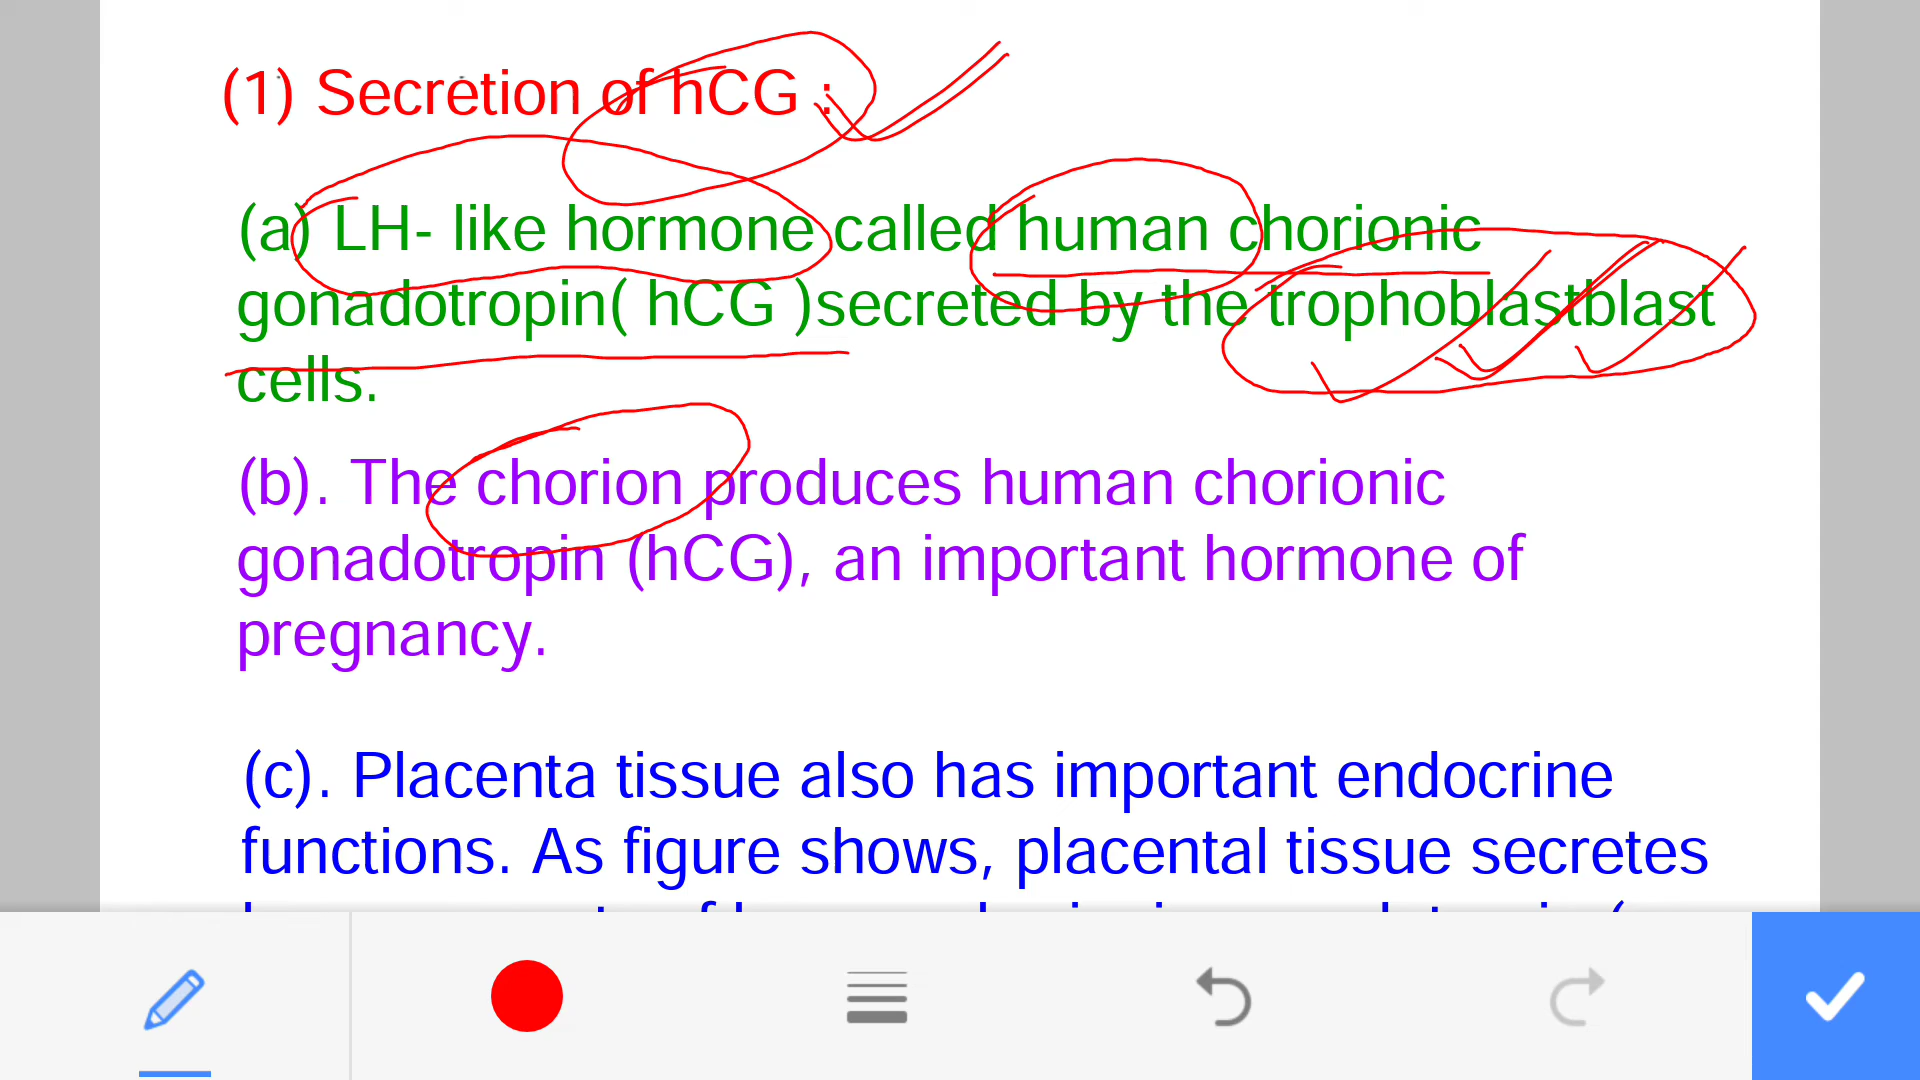 (1) Secretion of hCG :
(a) LH- like hormone called human chorionic
gonadotropin( hCG )secreted by the trophoblastblast
cells.
(b). The chorion produces human chorionic
gonadotropin (hCG), an important hormone of
pregnancy.
(c). Placenta tissue also has important endocrine
functions. As figure shows, placental tissue secretes